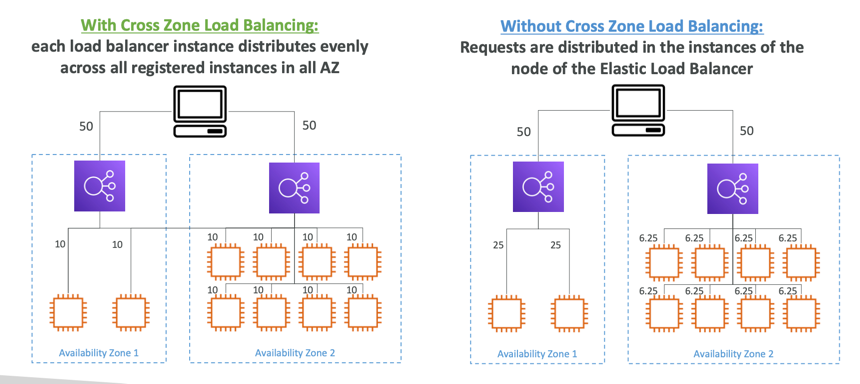 With Cross Zone Load Balancing:
each load balancer instance distributes evenly
across all registered instances in all AZ
50
50
10
10
10
10
10
10
10
10
10
10
Availability Zone 1
Availability Zone 2
Without Cross Zone Load Balancing:
Requests are distributed in the instances of the
node of the Elastic Load Balancer
50
50
25
25
6.25
6.25
6.25
6.25
6.25
6.25
6.25
6.25
Availability Zone 1
Availability Zone 2